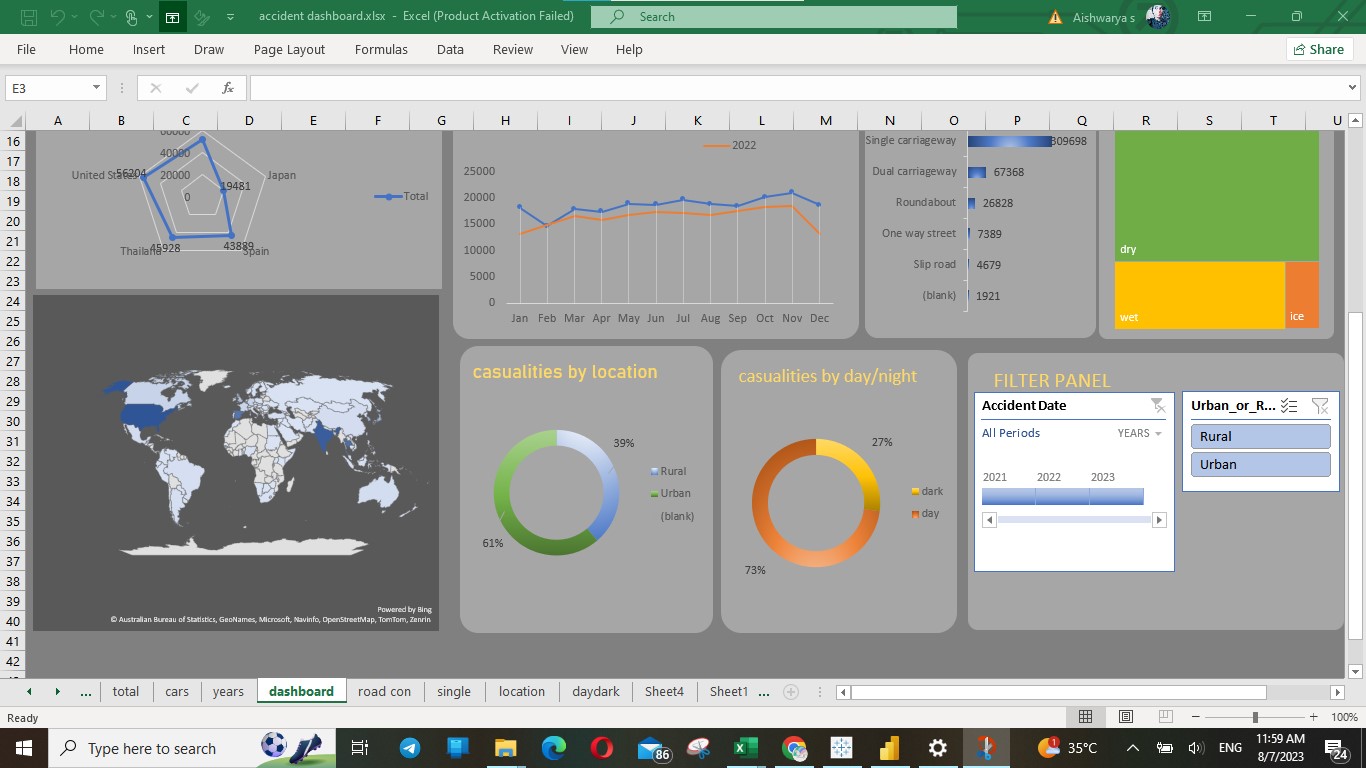 accident dashboard.xlsx - Excel (Product Activation Failed)
Search
Aishwarya s
File Home Insert Draw Page Layout Formulas Data Review View Help
Share
E3
fx
A B C D E F G H I J K L M N O P Q R S T U
16
17
18
19
20
21
22
23
24
25
26
27
28
29
30
31
32
33
34
35
36
37
38
39
40
41
42
60000
40000
20000
0
United States
56204
Japan
19481
Thailand
45928
43889
Spain
Total
2022
25000
20000
15000
10000
5000
0
Jan Feb Mar Apr May Jun Jul Aug Sep Oct Nov Dec
Single carriageway 309698
Dual carriageway 67368
Roundabout 26828
One way street 7389
Slip road 4679
(blank) 1921
dry
wet
ice
Powered by Bing
© Australian Bureau of Statistics, GeoNames, Microsoft, Navinfo, OpenStreetMap, TomTom, Zenrin
casualities by location
39%
61%
Rural
Urban
(blank)
casualities by day/night
27%
73%
dark
day
FILTER PANEL
Accident Date
All Periods
YEARS
2021 2022 2023
Urban_or_R...
Rural
Urban
... total cars years dashboard road con single location daydark Sheet4 Sheet1 ...
Ready
100%
Type here to search
86
1
35°C
ENG
11:59 AM
8/7/2023
24